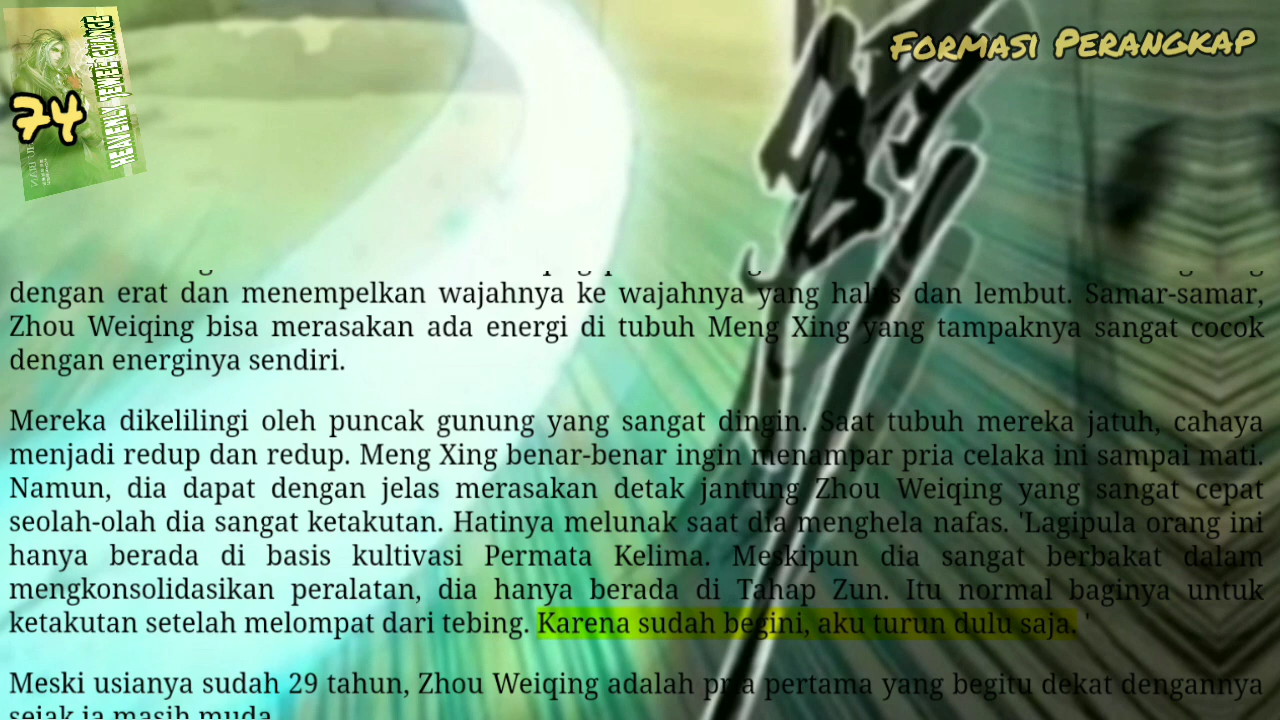 Formasi Perangkap
HEAVENLY JEWEL CHANGE
74
dengan erat dan menempelkan wajahnya ke wajahnya yang halus dan lembut. Samar-samar,
Zhou Weiqing bisa merasakan ada energi di tubuh Meng Xing yang tampaknya sangat cocok
dengan energinya sendiri.
Mereka dikelilingi oleh puncak gunung yang sangat dingin. Saat tubuh mereka jatuh, cahaya
menjadi redup dan redup. Meng Xing benar-benar ingin menampar pria celaka ini sampai mati.
Namun, dia dapat dengan jelas merasakan detak jantung Zhou Weiqing yang sangat cepat
seolah-olah dia sangat ketakutan. Hatinya melunak saat dia menghela nafas. 'Lagipula orang ini
hanya berada di basis kultivasi Permata Kelima. Meskipun dia sangat berbakat dalam
mengkonsolidasikan peralatan, dia hanya berada di Tahap Zun. Itu normal baginya untuk
ketakutan setelah melompat dari tebing. Karena sudah begini, aku turun dulu saja. '
Meski usianya sudah 29 tahun, Zhou Weiqing adalah pria pertama yang begitu dekat dengannya
sejak ia masih muda.